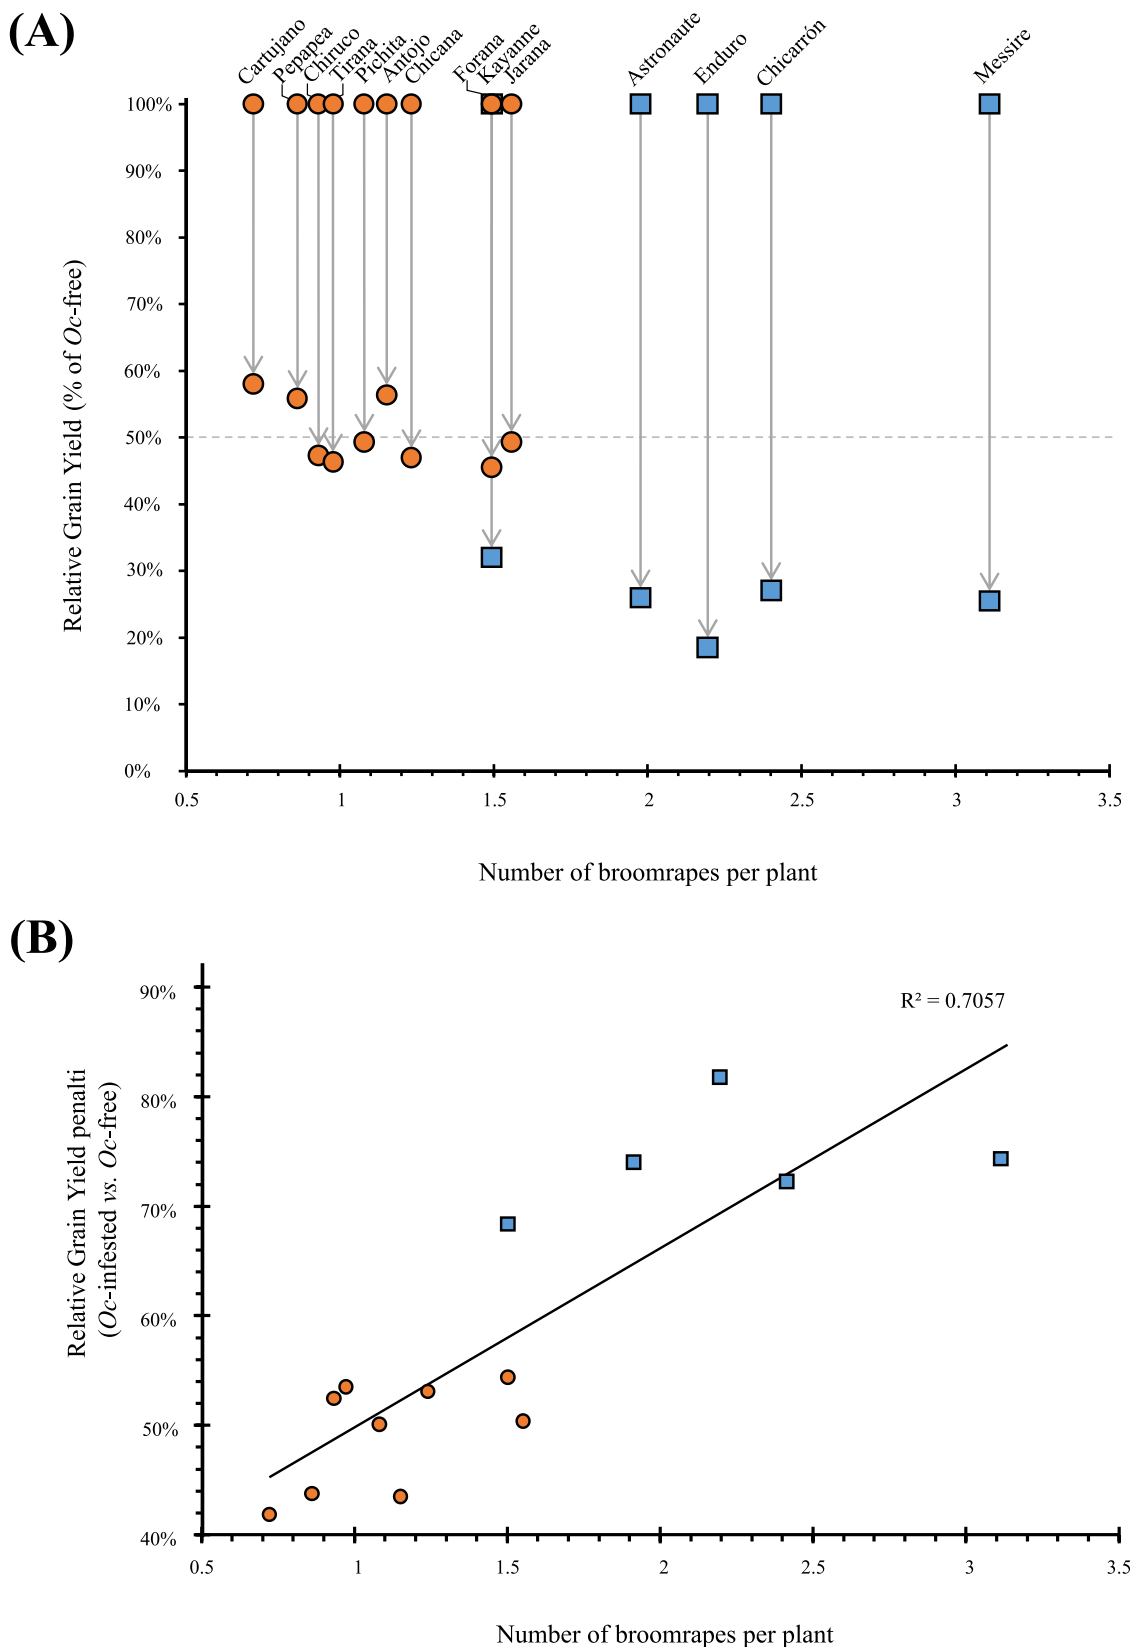 (A)
Cartujano
Pepapea
Chiruco
Tirana
Pichita
Antojo
Chicana
Forana
Kayanne
Jarana
Astronaute
Enduro
Chicarrón
Messire
100%
90%
80%
70%
60%
50%
40%
30%
20%
10%
0%
Relative Grain Yield (% of Oc-free)
0.5 1 1.5 2 2.5 3 3.5
Number of broomrapes per plant
(B)
R² = 0.7057
90%
80%
70%
60%
50%
40%
Relative Grain Yield penalti
(Oc-infested vs. Oc-free)
0.5 1 1.5 2 2.5 3 3.5
Number of broomrapes per plant